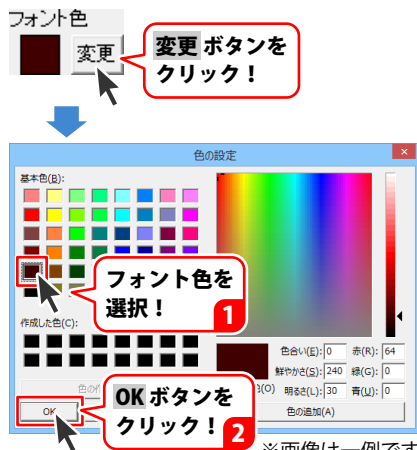 フォント色
変更
変更 ボタンを
クリック！
色の設定
×
基本色(B):
フォント色を
選択！
1
作成した色(C):
色の作
色合い(E): 0 赤(R): 64
鮮やかさ(S): 240 緑(G): 0
(O) 明るさ(L): 30 青(U): 0
OK
色の追加(A)
OK ボタンを
クリック！
2
※画像は一例です